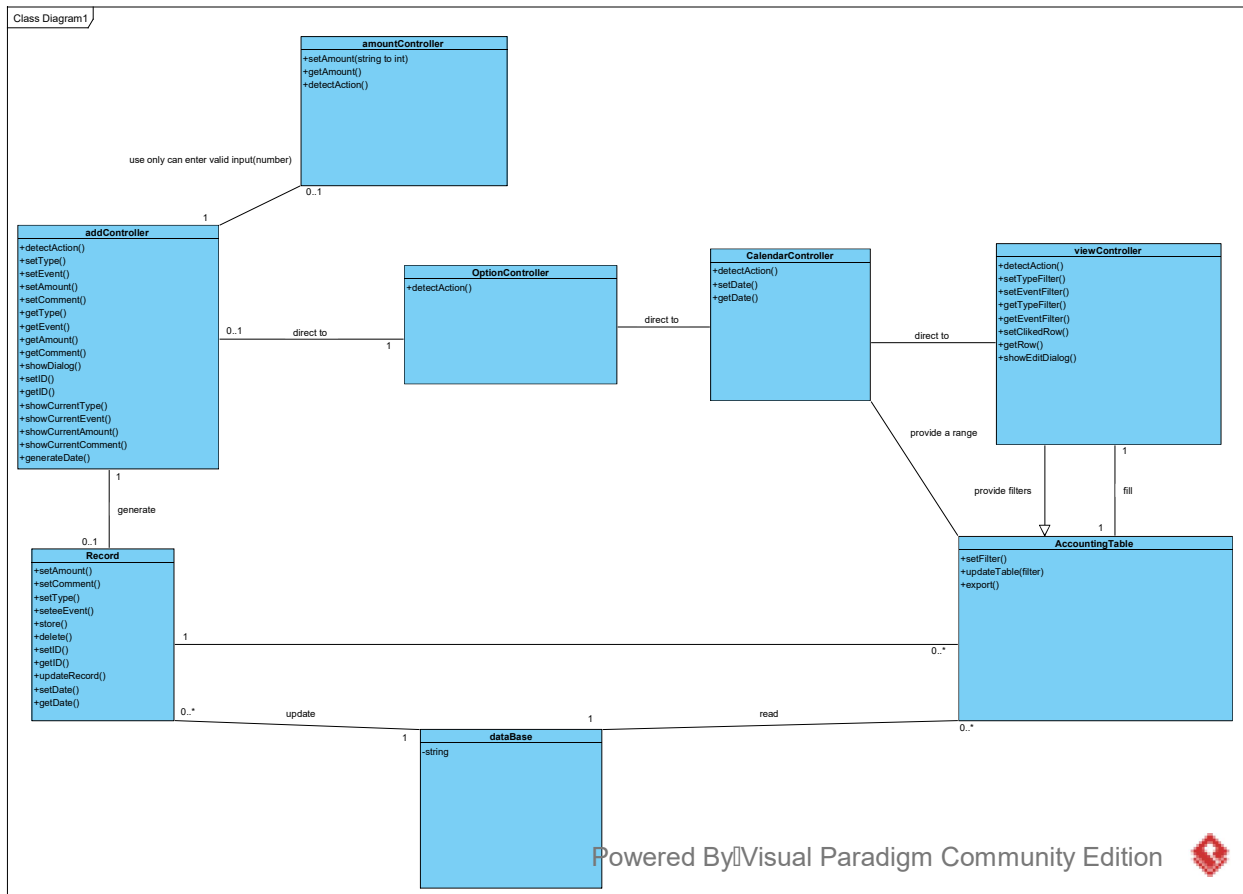 Class Diagram1
amountController
+setAmount(string to int)
+getAmount()
+detectAction()
use only can enter valid input(number)
0..1
1
addController
+detectAction()
+setType()
+setEvent()
+setAmount()
+setComment()
+getType()
+getEvent()
+getAmount()
+getComment()
+showDialog()
+setID()
+getID()
+showCurrentType()
+showCurrentEvent()
+showCurrentAmount()
+showCurrentComment()
+generateDate()
0..1
direct to
1
OptionController
+detectAction()
direct to
CalendarController
+detectAction()
+setDate()
+getDate()
direct to
viewController
+detectAction()
+setTypeFilter()
+setEventFilter()
+getTypeFilter()
+getEventFilter()
+setClikedRow()
+getRow()
+showEditDialog()
provide a range
1
provide filters
fill
1
1
generate
0..1
Record
+setAmount()
+setComment()
+setType()
+seteeEvent()
+store()
+delete()
+setID()
+getID()
+updateRecord()
+setDate()
+getDate()
AccountingTable
+setFilter()
+updateTable(filter)
+export()
1
0..*
0..*
update
1
1
read
0..*
dataBase
-string
Powered By Visual Paradigm Community Edition